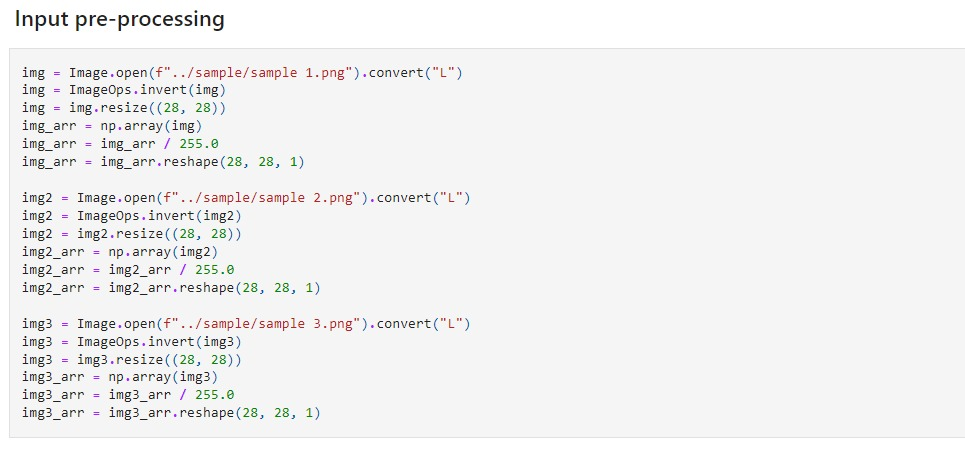 Input pre-processing
img = Image.open(f"../sample/sample 1.png").convert("L")
img = ImageOps.invert(img)
img = img.resize((28, 28))
img_arr = np.array(img)
img_arr = img_arr / 255.0
img_arr = img_arr.reshape(28, 28, 1)
img2 = Image.open(f"../sample/sample 2.png").convert("L")
img2 = ImageOps.invert(img2)
img2 = img2.resize((28, 28))
img2_arr = np.array(img2)
img2_arr = img2_arr / 255.0
img2_arr = img2_arr.reshape(28, 28, 1)
img3 = Image.open(f"../sample/sample 3.png").convert("L")
img3 = ImageOps.invert(img3)
img3 = img3.resize((28, 28))
img3_arr = np.array(img3)
img3_arr = img3_arr / 255.0
img3_arr = img3_arr.reshape(28, 28, 1)